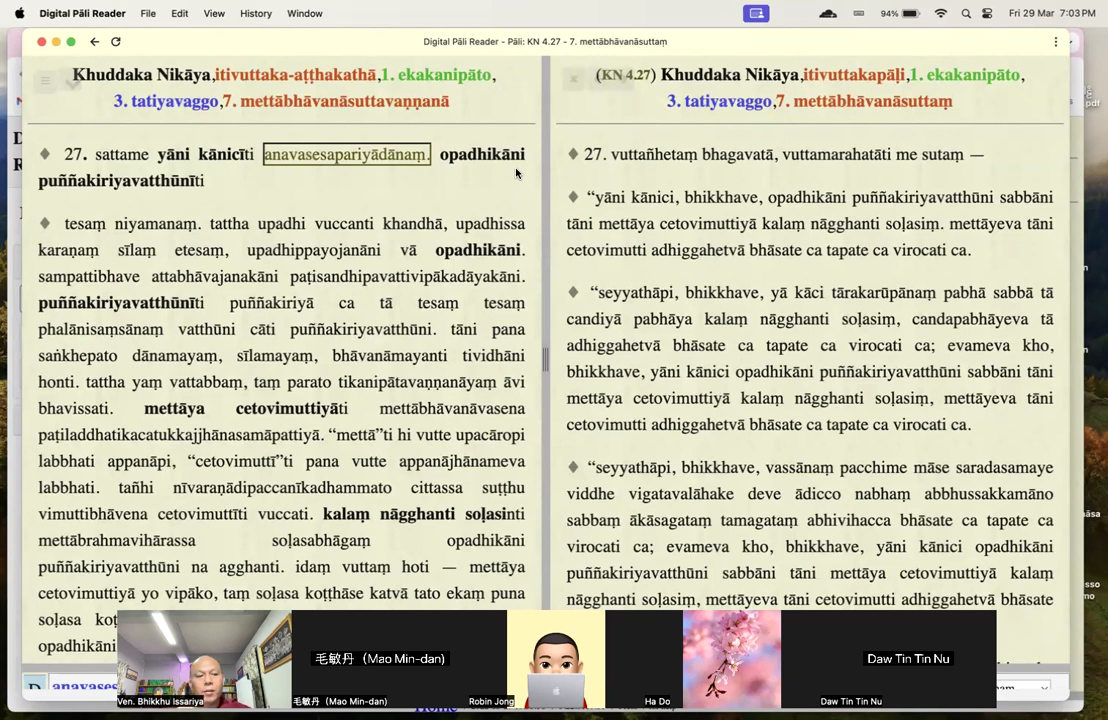 Digital Pāli Reader File Edit View History Window 94% Fri 29 Mar 7:03 PM
Digital Pāli Reader - Pāli: KN 4.27 - 7. mettābhāvanāsuttaṃ
Khuddaka Nikāya,itivuttaka-aṭṭhakathā,1. ekakanipāto,
3. tatiyavaggo,7. mettābhāvanāsuttavaṇṇanā
♦ 27. sattame yāni kānicīti anavasesapariyādānaṃ. opadhikāni
puññakiriyavatthūnīti
♦ tesaṃ niyamanaṃ. tattha upadhi vuccanti khandhā, upadhissa
karaṇaṃ sīlaṃ etesaṃ, upadhippayojanāni vā opadhikāni.
sampattibhave attabhāvajanakāni paṭisandhipavattivipākadāyakāni.
puññakiriyavatthūnīti puññakiriyā ca tā tesaṃ tesaṃ
phalānisaṃsānaṃ vatthūni cāti puññakiriyavatthūni. tāni pana
saṅkhepato dānamayaṃ, sīlamayaṃ, bhāvanāmayanti tividhāni
honti. tattha yaṃ vattabbaṃ, taṃ parato tikanipātavaṇṇanāyaṃ āvi
bhavissati. mettāya cetovimuttiyāti mettābhāvanāvasena
paṭiladdhatikacatukkajjhānasamāpattiyā. “mettā”ti hi vutte upacāropi
labbhati appanāpi, “cetovimuttī”ti pana vutte appanājhānameva
labbhati. tañhi nīvaraṇādipaccanīkadhammato cittassa suṭṭhu
vimuttibhāvena cetovimuttīti vuccati. kalaṃ nāgghanti soḷasinti
mettābrahmavihārassa soḷasabhāgaṃ opadhikāni
puññakiriyavatthūni na agghanti. idaṃ vuttaṃ hoti — mettāya
cetovimuttiyā yo vipāko, taṃ soḷasa koṭṭhāse katvā tato ekaṃ puna
soḷasa
opadhikāni
anavases
(KN 4.27) Khuddaka Nikāya,itivuttakapāḷi,1. ekakanipāto,
3. tatiyavaggo,7. mettābhāvanāsuttaṃ
♦ 27. vuttañhetaṃ bhagavatā, vuttamarahatāti me sutaṃ —
♦ “yāni kānici, bhikkhave, opadhikāni puññakiriyavatthūni sabbāni
tāni mettāya cetovimuttiyā kalaṃ nāgghanti soḷasiṃ. mettāyeva tāni
cetovimutti adhiggahetvā bhāsate ca tapate ca virocati ca.
♦ “seyyathāpi, bhikkhave, yā kāci tārakarūpānaṃ pabhā sabbā tā
candiyā pabhāya kalaṃ nāgghanti soḷasiṃ, candapabhāyeva tā
adhiggahetvā bhāsate ca tapate ca virocati ca; evameva kho,
bhikkhave, yāni kānici opadhikāni puññakiriyavatthūni sabbāni tāni
mettāya cetovimuttiyā kalaṃ nāgghanti soḷasiṃ, mettāyeva tāni
cetovimutti adhiggahetvā bhāsate ca tapate ca virocati ca.
♦ “seyyathāpi, bhikkhave, vassānaṃ pacchime māse saradasamaye
viddhe vigatavalāhake deve ādicco nabhaṃ abbhussakkamāno
sabbaṃ ākāsagataṃ tamagataṃ abhivihacca bhāsate ca tapate ca
virocati ca; evameva kho, bhikkhave, yāni kānici opadhikāni
puññakiriyavatthūni sabbāni tāni mettāya cetovimuttiyā kalaṃ
nāgghanti soḷasiṃ, mettāyeva tāni cetovimutti adhiggahetvā bhāsate
毛敏丹（Mao Min-dan） Daw Tin Tin Nu
Ven. Bhikkhu Issariya 毛敏丹（Mao Min-dan） Robin Jong Ha Do Daw Tin Tin Nu